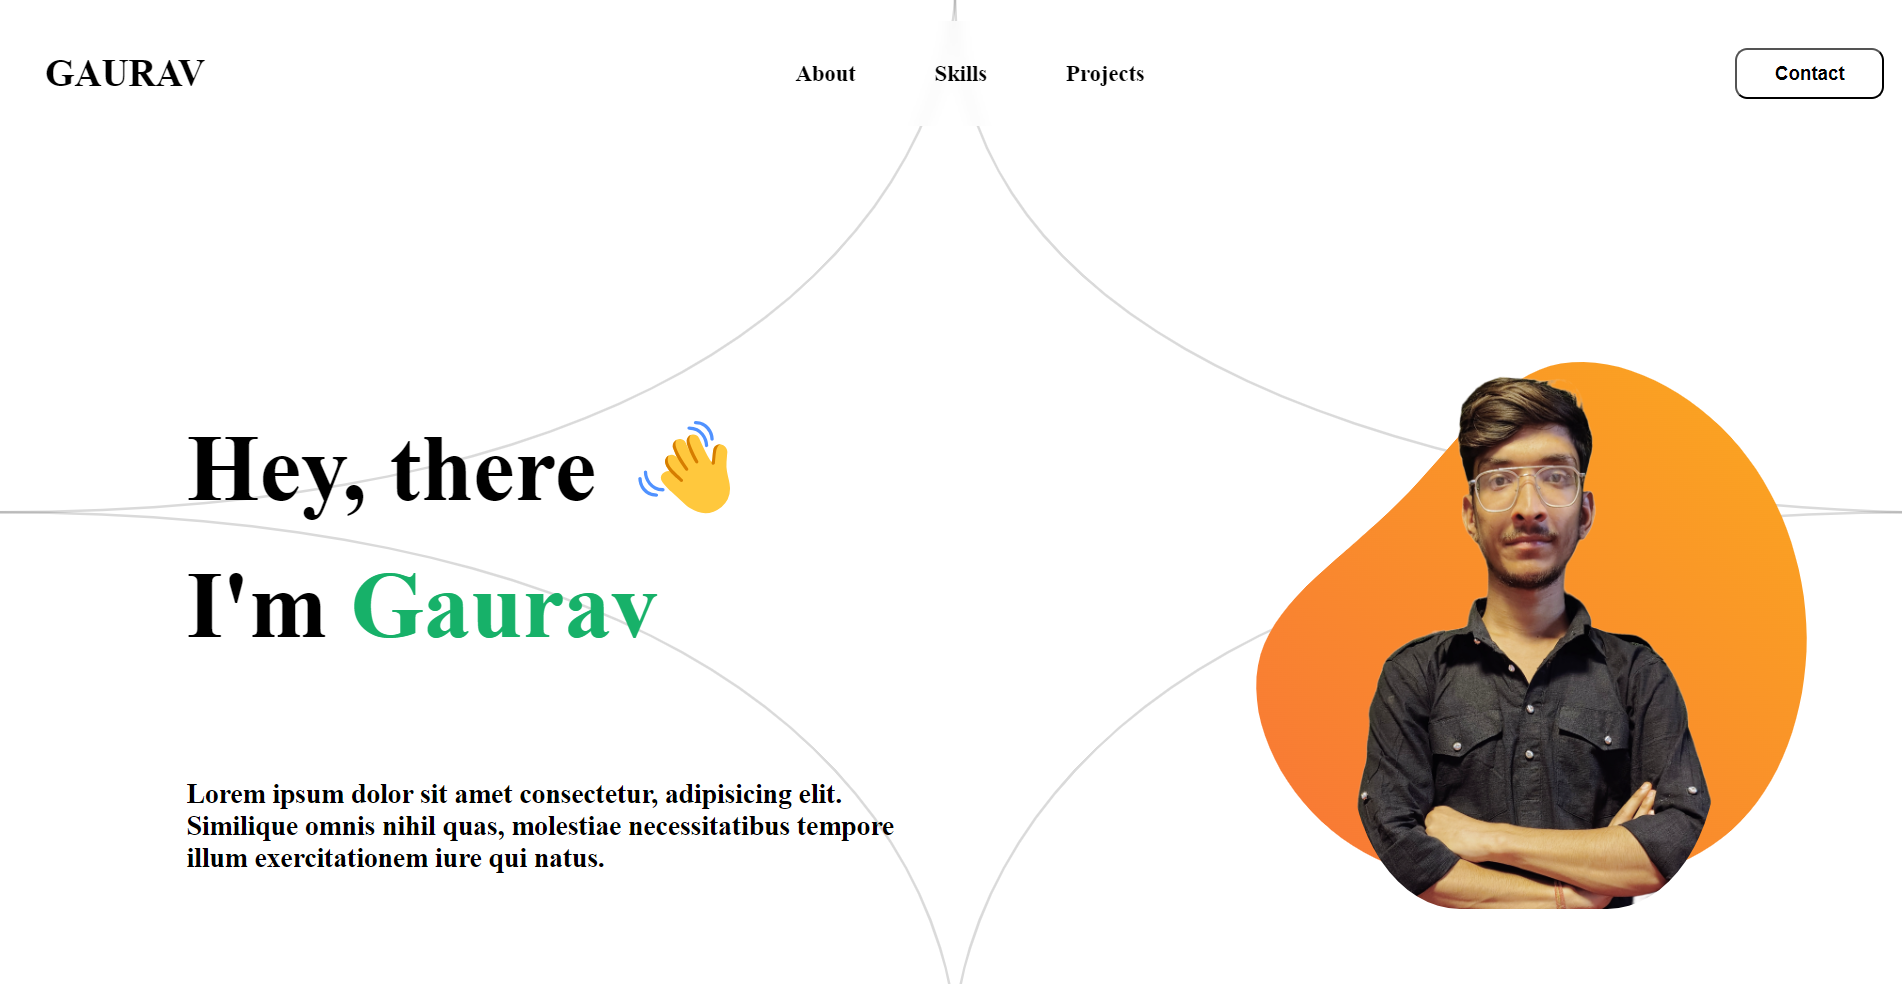 GAURAV
About
Skills
Projects
Contact
Hey, there
I'm Gaurav
Lorem ipsum dolor sit amet consectetur, adipisicing elit.
Similique omnis nihil quas, molestiae necessitatibus tempore
illum exercitationem iure qui natus.